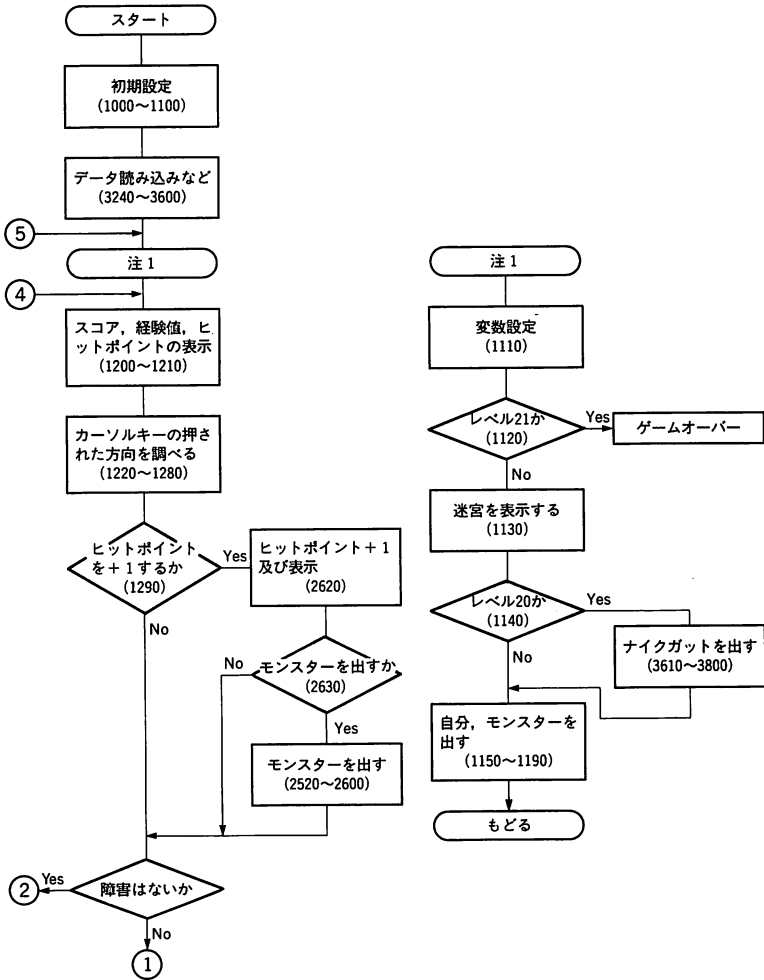 スタート
初期設定
(1000～1100)
データ読み込みなど
(3240～3600)
5
注1
4
スコア，経験値，ヒ
ットポイントの表示
(1200～1210)
カーソルキーの押さ
れた方向を調べる
(1220～1280)
ヒットポイント
を+1するか
(1290)
Yes
No
ヒットポイント+1
及び表示
(2620)
モンスターを出すか
(2630)
No
Yes
モンスターを出す
(2520～2600)
障害はないか
Yes
2
No
1
注1
変数設定
(1110)
レベル21か
(1120)
Yes
ゲームオーバー
No
迷宮を表示する
(1130)
レベル20か
(1140)
Yes
ナイクガットを出す
(3610～3800)
No
自分，モンスターを
出す
(1150～1190)
もどる